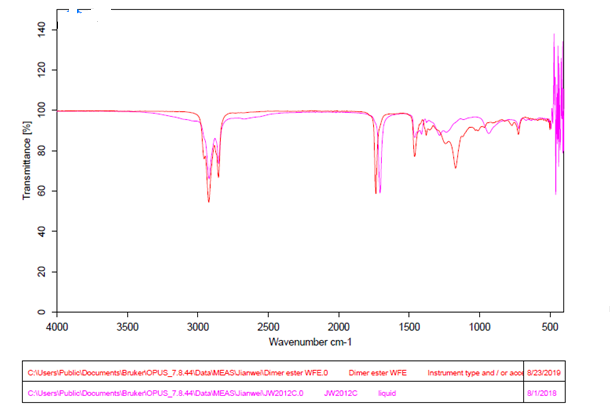 140
120
100
80
60
40
20
0
Transmittance [%]
4000 3500 3000 2500 2000 1500 1000 500
Wavenumber cm-1
C:\Users\Public\Documents\Bruker\OPUS_7.8.44\Data\MEAS\Jianwei\Dimer ester WFE.0 Dimer ester WFE Instrument type and / or acce 8/23/2019
C:\Users\Public\Documents\Bruker\OPUS_7.8.44\Data\MEAS\Jianwei\JW2012C.0 JW2012C liquid 8/1/2018